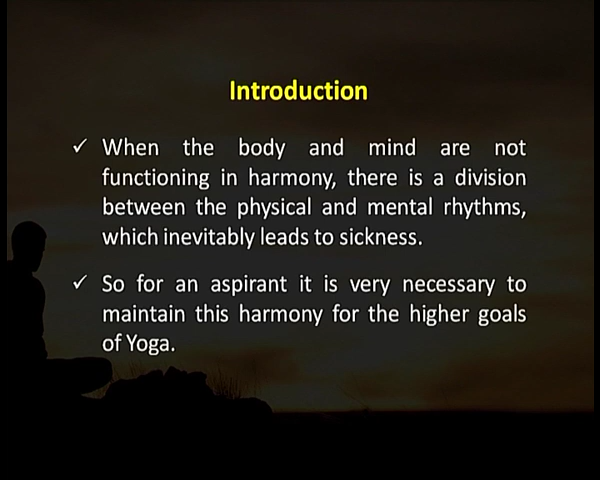 Introduction
✓ When the body and mind are not
functioning in harmony, there is a division
between the physical and mental rhythms,
which inevitably leads to sickness.
✓ So for an aspirant it is very necessary to
maintain this harmony for the higher goals
of Yoga.